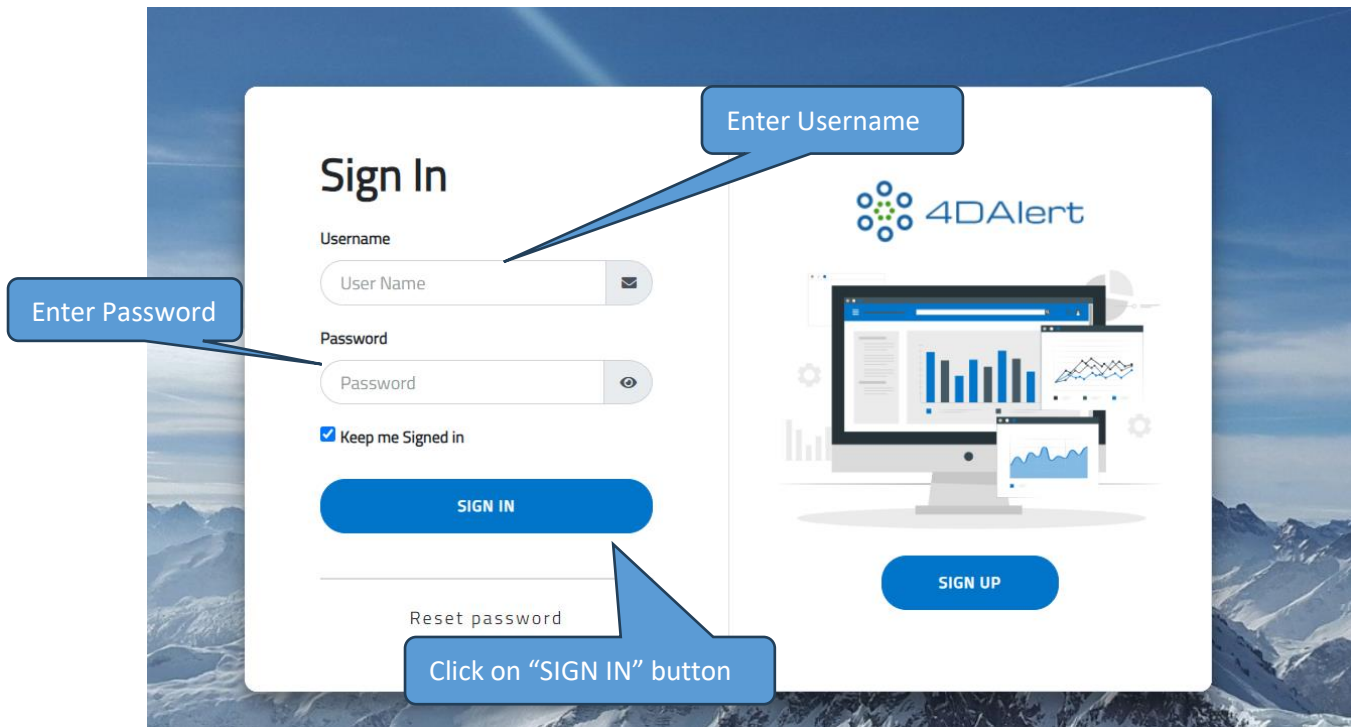 Enter Username
Sign In
4DAlert
Username
User Name
Enter Password
Password
Password
Keep me Signed in
SIGN IN
SIGN UP
Reset password
Click on “SIGN IN” button